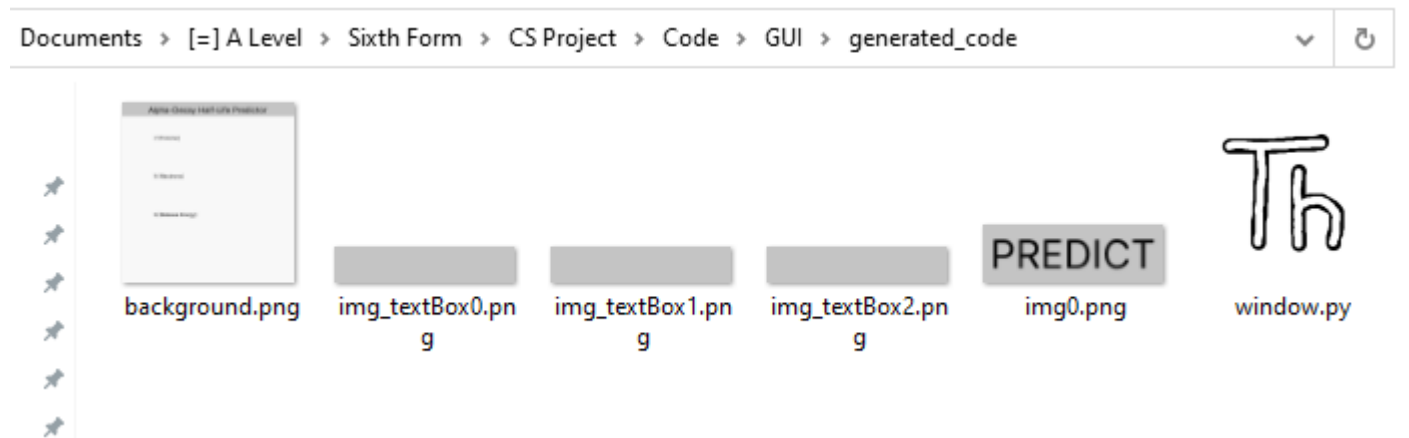 Documents > [=] A Level > Sixth Form > CS Project > Code > GUI > generated_code
Alpha Decay Half-Life Predictor
PREDICT
Th
background.png
img_textBox0.pn
g
img_textBox1.pn
g
img_textBox2.pn
g
img0.png
window.py